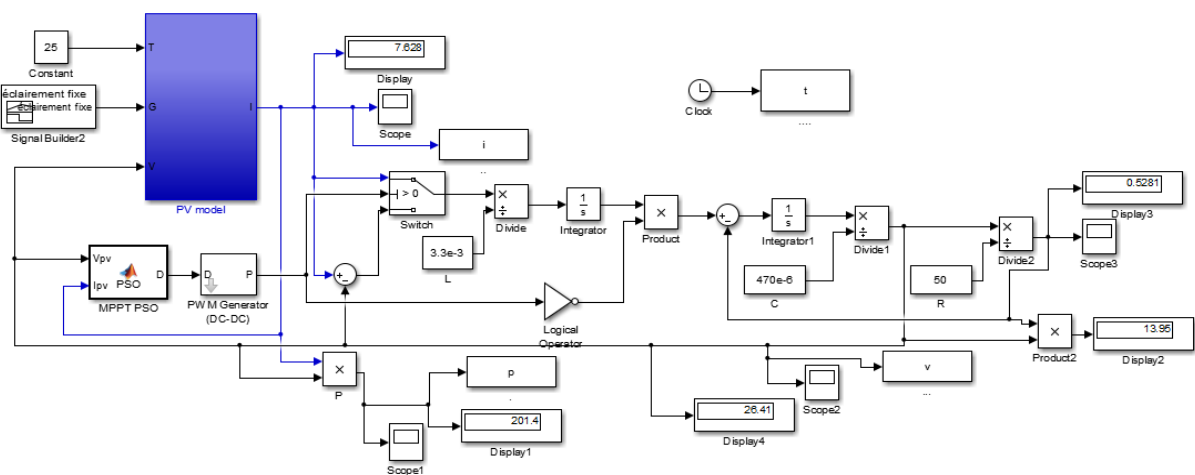 25
Constant
éclairement fixe
éclairement fixe
Signal Builder2
T
G
V
I
PV model
7.628
Display
Scope
i
..
Clock
t
....
> 0
Switch
×
÷
Divide
3.3e-3
L
1
s
Integrator
×
Product
+
−
1
s
Integrator1
×
÷
Divide1
470e-6
C
×
÷
Divide2
50
R
0.5281
Display3
Scope3
Vpv
Ipv
PSO
D
MPPT PSO
D
P
PWM Generator
(DC-DC)
+
−
Logical
Operator
×
Product2
13.95
Display2
×
P
p
.
201.4
Display1
Scope1
26.41
Display4
Scope2
v
...